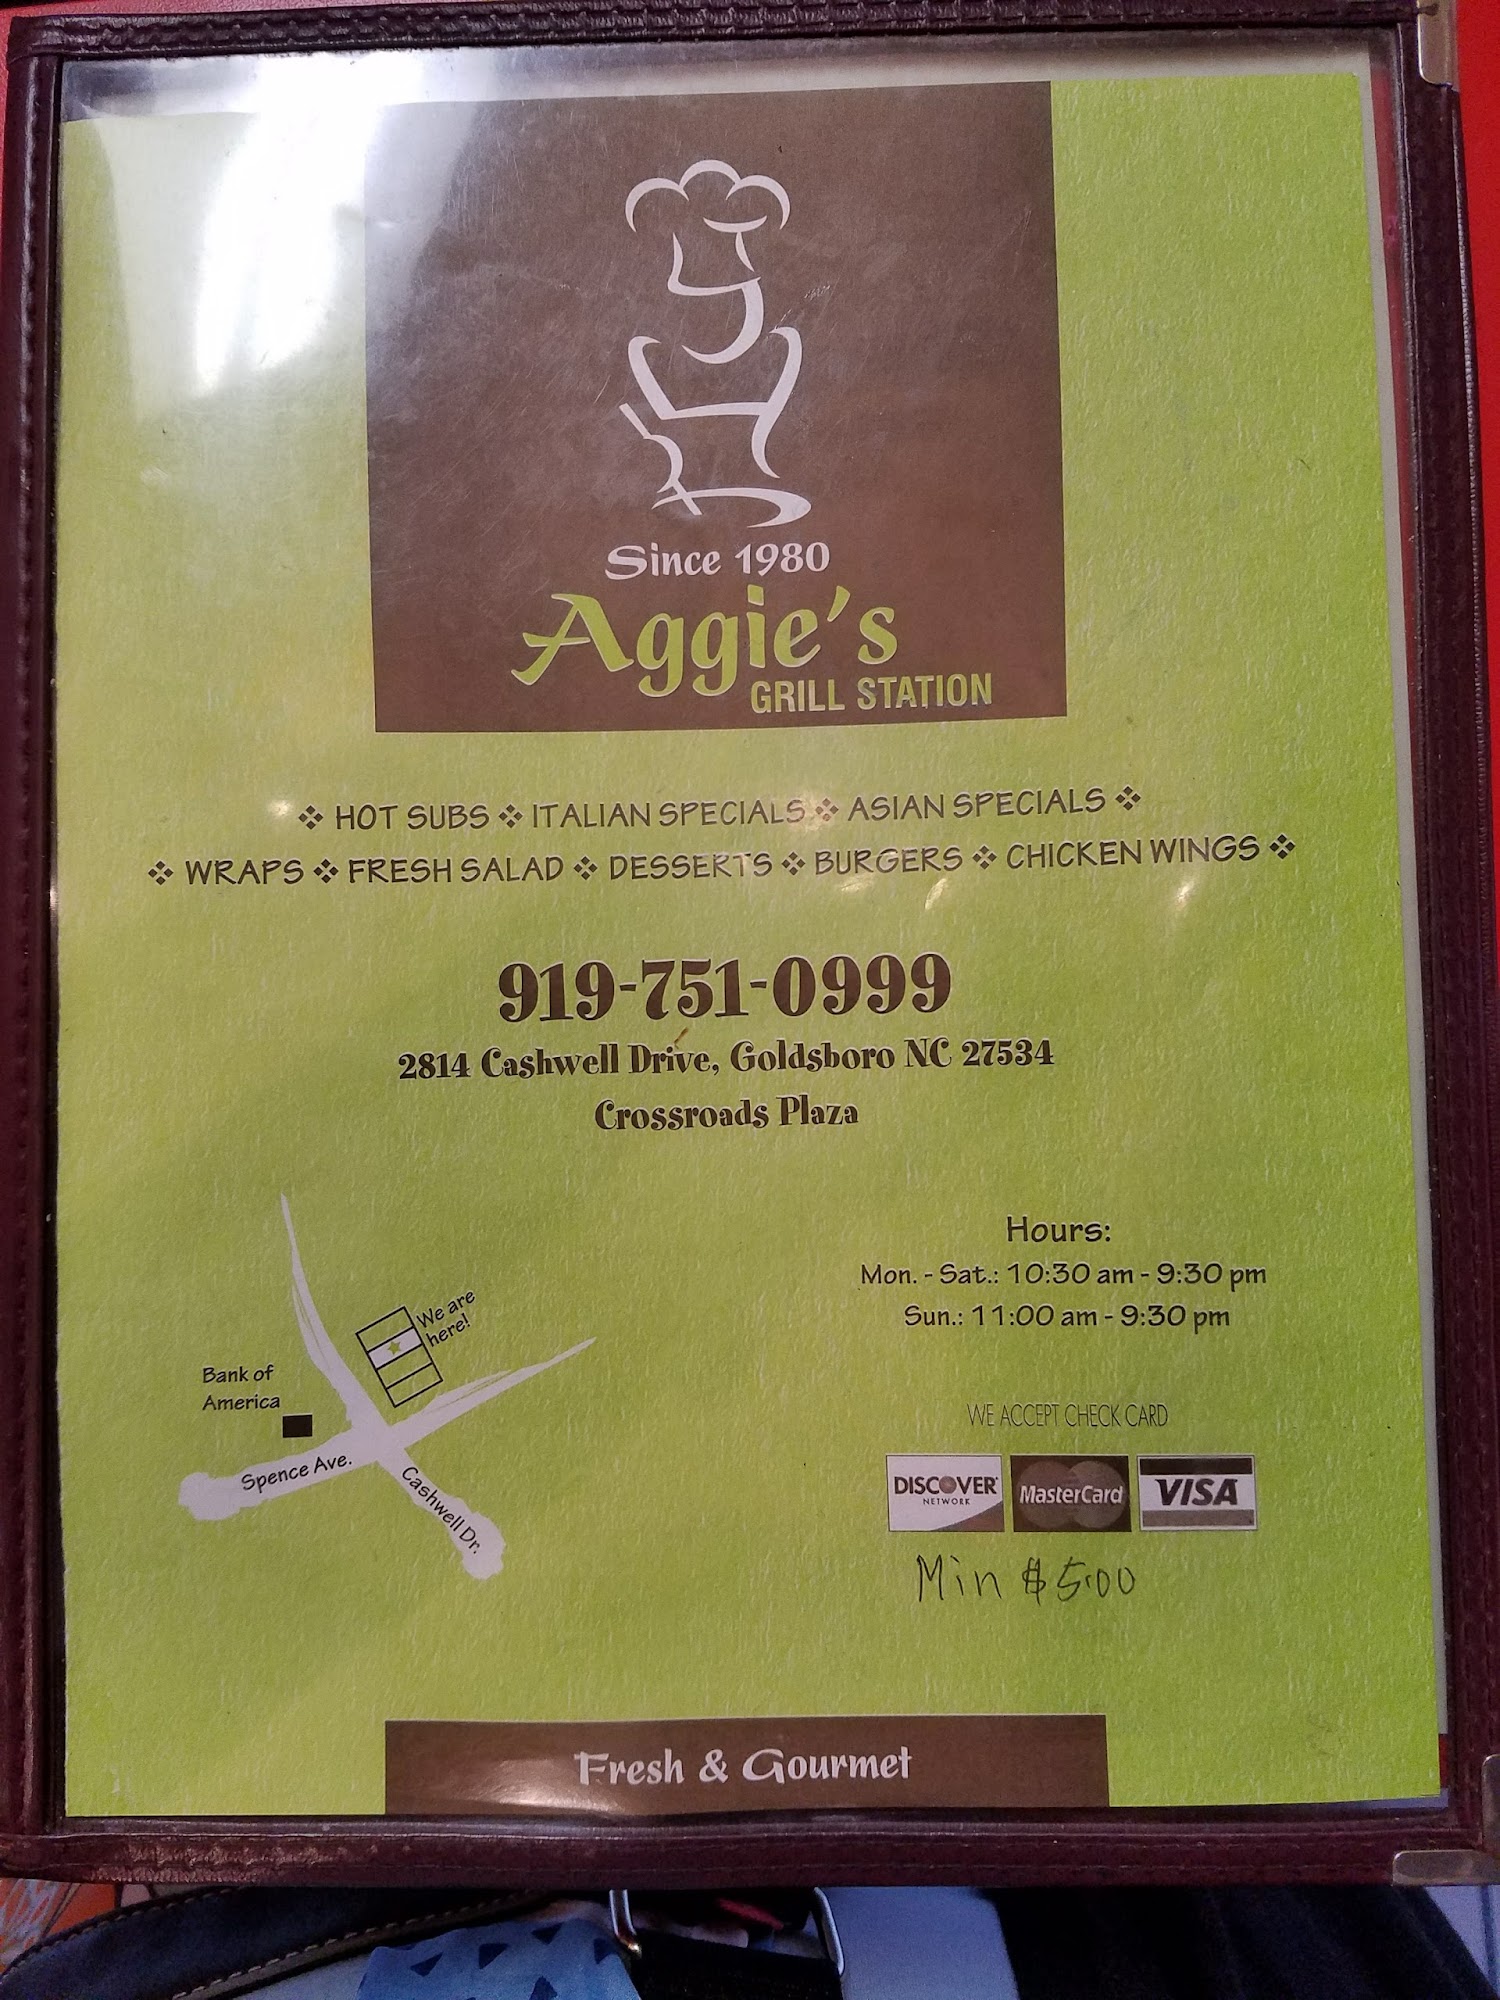 Since 1980
Aggie's
GRILL STATION
❖ HOT SUBS ❖ ITALIAN SPECIALS ❖ ASIAN SPECIALS ❖
❖ WRAPS ❖ FRESH SALAD ❖ DESSERTS ❖ BURGERS ❖ CHICKEN WINGS ❖
919-751-0999
2814 Cashwell Drive, Goldsboro NC 27534
Crossroads Plaza
We are
here!
Bank of
America
Spence Ave.
Cashwell Dr.
Hours:
Mon. - Sat.: 10:30 am - 9:30 pm
Sun.: 11:00 am - 9:30 pm
WE ACCEPT CHECK CARD
DISCOVER
NETWORK
MasterCard
VISA
Min $5.00
Fresh & Gourmet